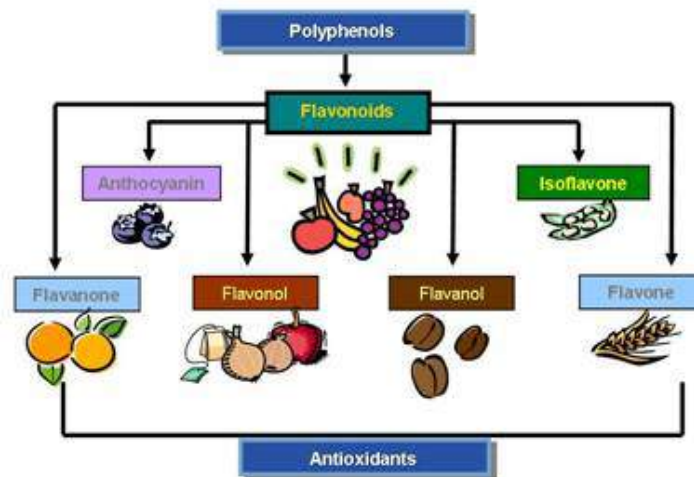 Polyphenols
Flavonoids
Anthocyanin
Isoflavone
Flavanone
Flavonol
Flavanol
Flavone
Antioxidants